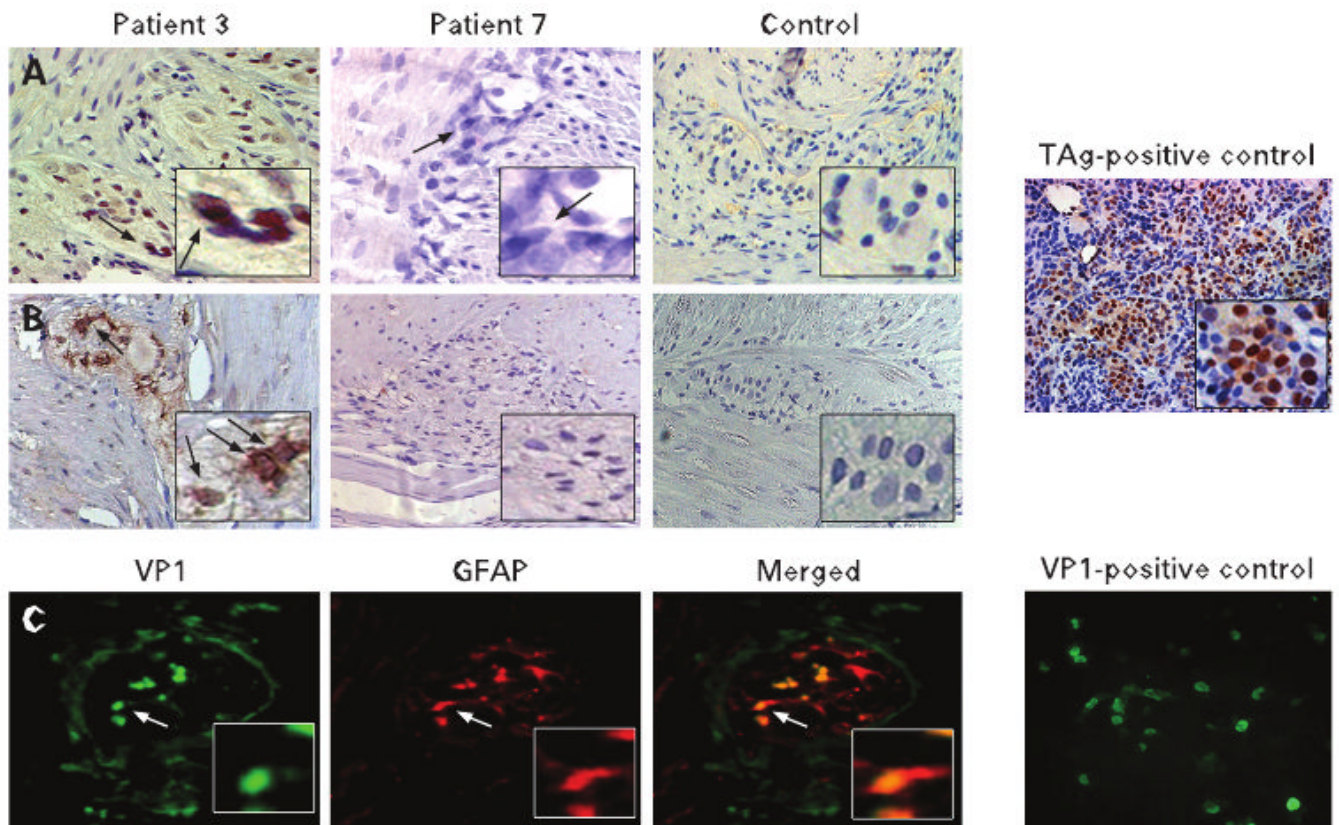 Patient 3 Patient 7 Control
A
TAg-positive control
B
VP1 GFAP Merged VP1-positive control
C